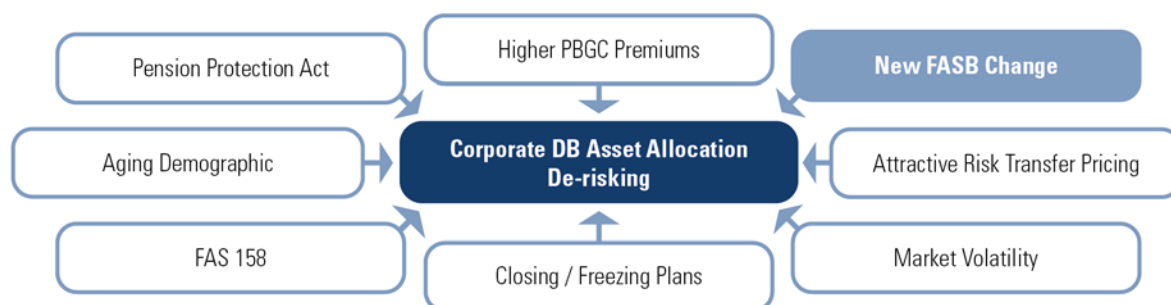 Higher PBGC Premiums
Pension Protection Act
New FASB Change
Corporate DB Asset Allocation
De-risking
Aging Demographic
Attractive Risk Transfer Pricing
FAS 158
Closing / Freezing Plans
Market Volatility